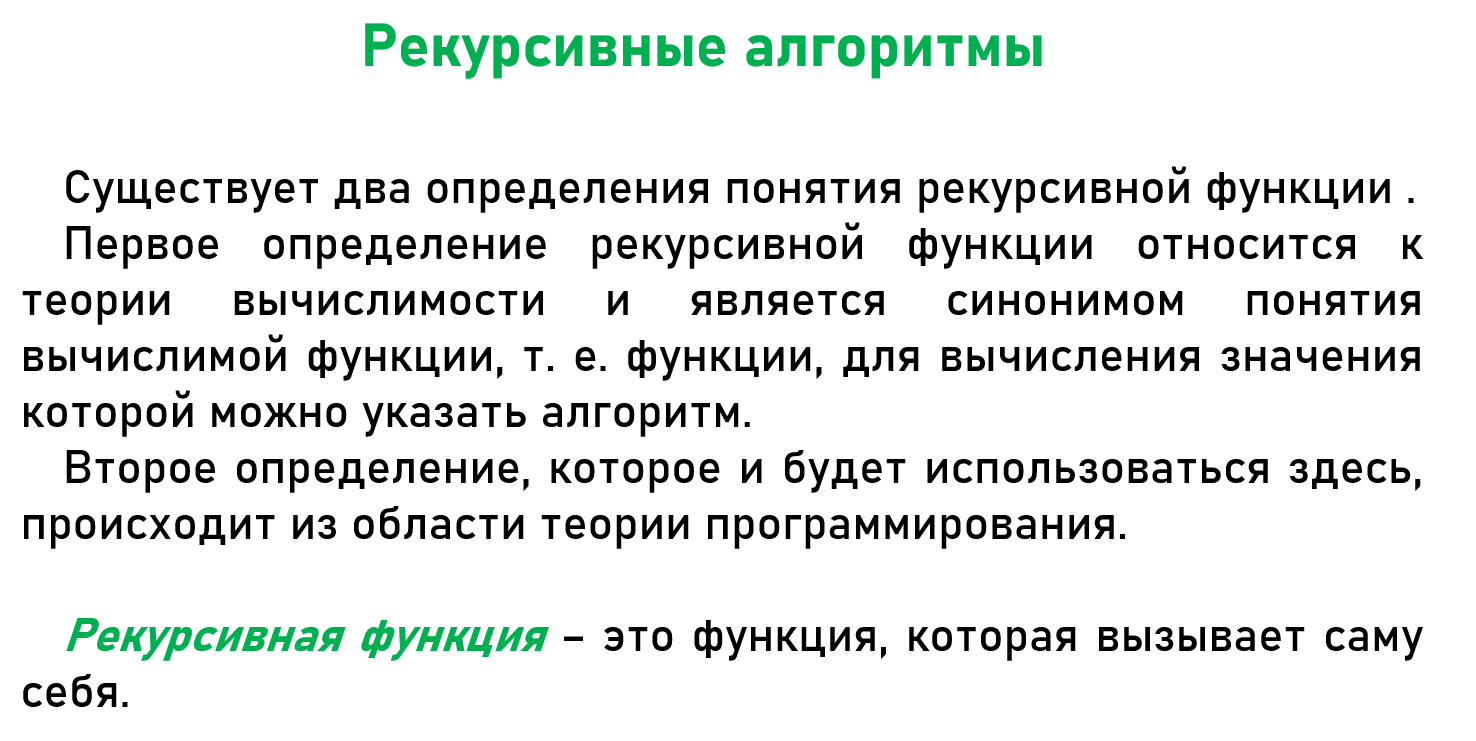 Рекурсивные алгоритмы
Существует два определения понятия рекурсивной функции .
Первое определение рекурсивной функции относится к
теории вычислимости и является синонимом понятия
вычислимой функции, т. е. функции, для вычисления значения
которой можно указать алгоритм.
Второе определение, которое и будет использоваться здесь,
происходит из области теории программирования.
Рекурсивная функция – это функция, которая вызывает саму
себя.